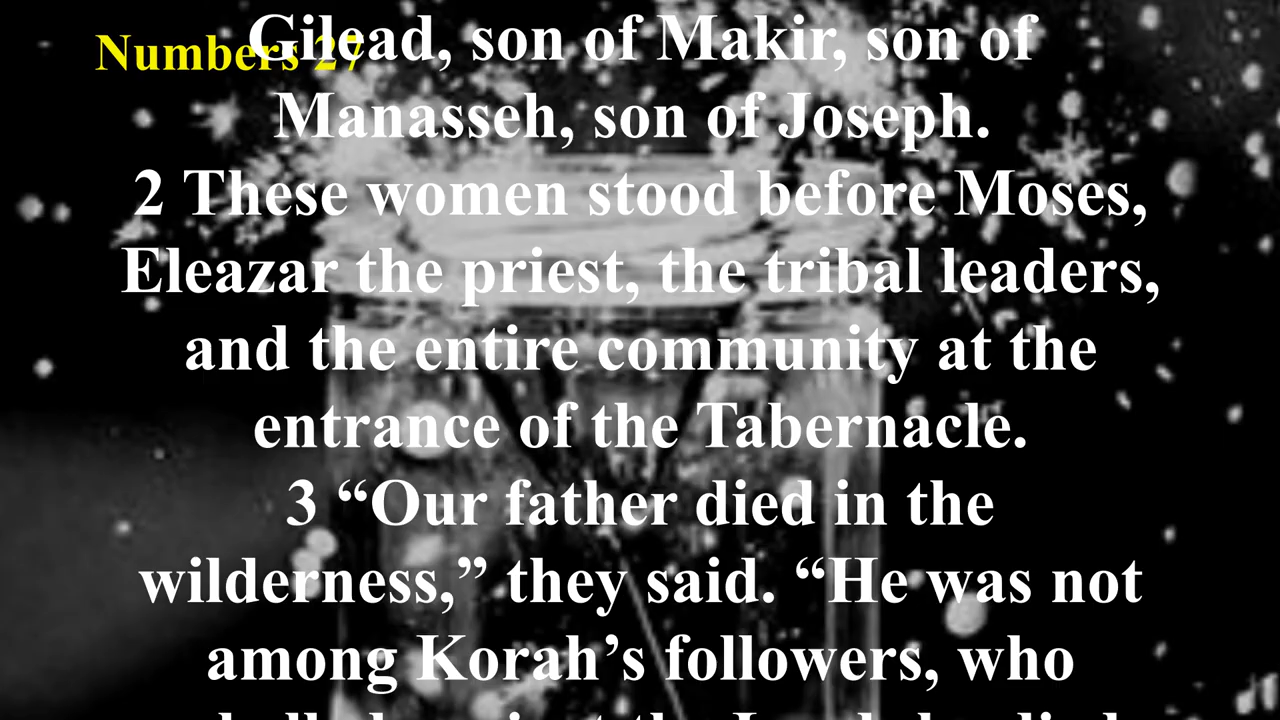 Numbers 27
Gilead, son of Makir, son of
Manasseh, son of Joseph.
2 These women stood before Moses,
Eleazar the priest, the tribal leaders,
and the entire community at the
entrance of the Tabernacle.
3 “Our father died in the
wilderness,” they said. “He was not
among Korah’s followers, who